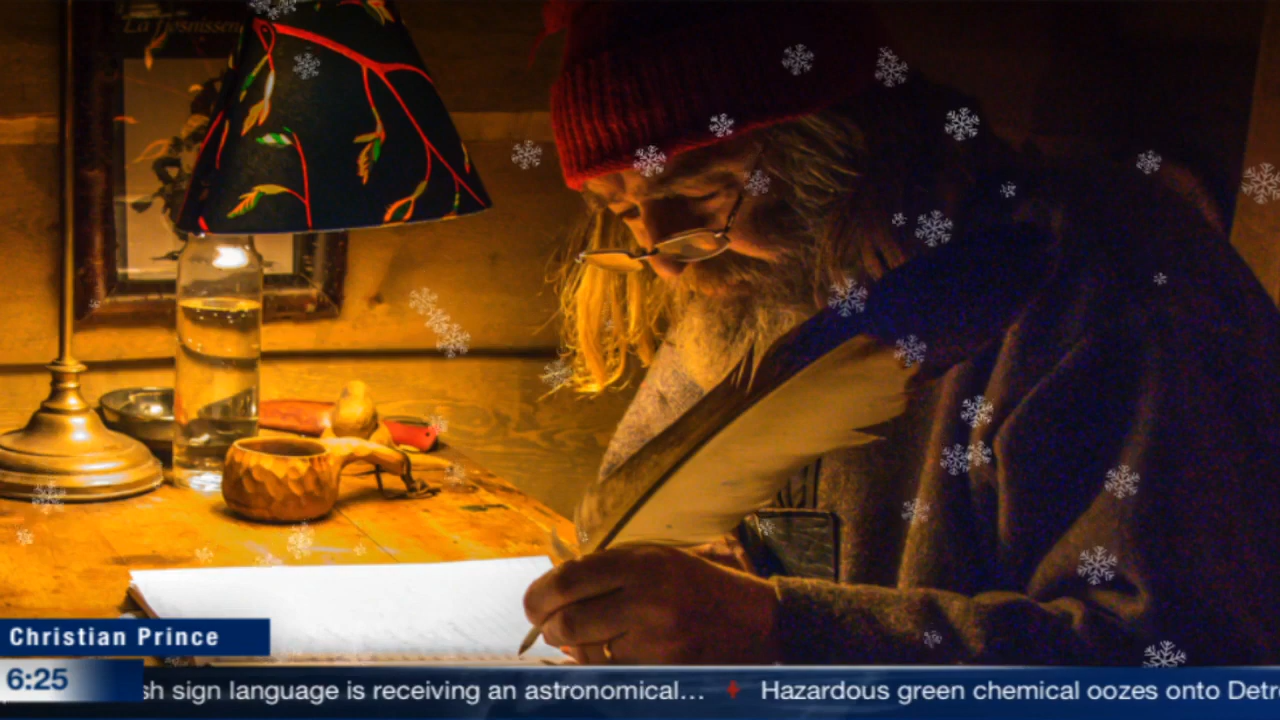 Christian Prince
6:25
sh sign language is receiving an astronomical… Hazardous green chemical oozes onto Detr